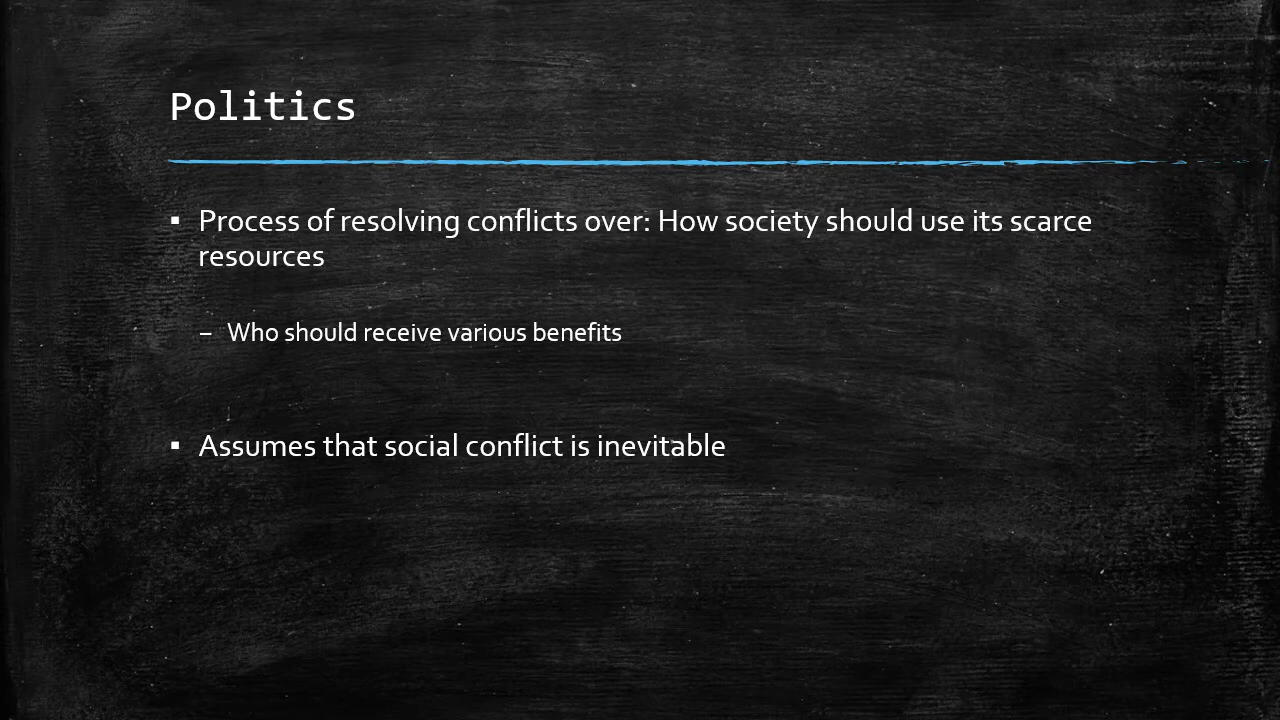 Politics
▪ Process of resolving conflicts over: How society should use its scarce
resources
– Who should receive various benefits
▪ Assumes that social conflict is inevitable